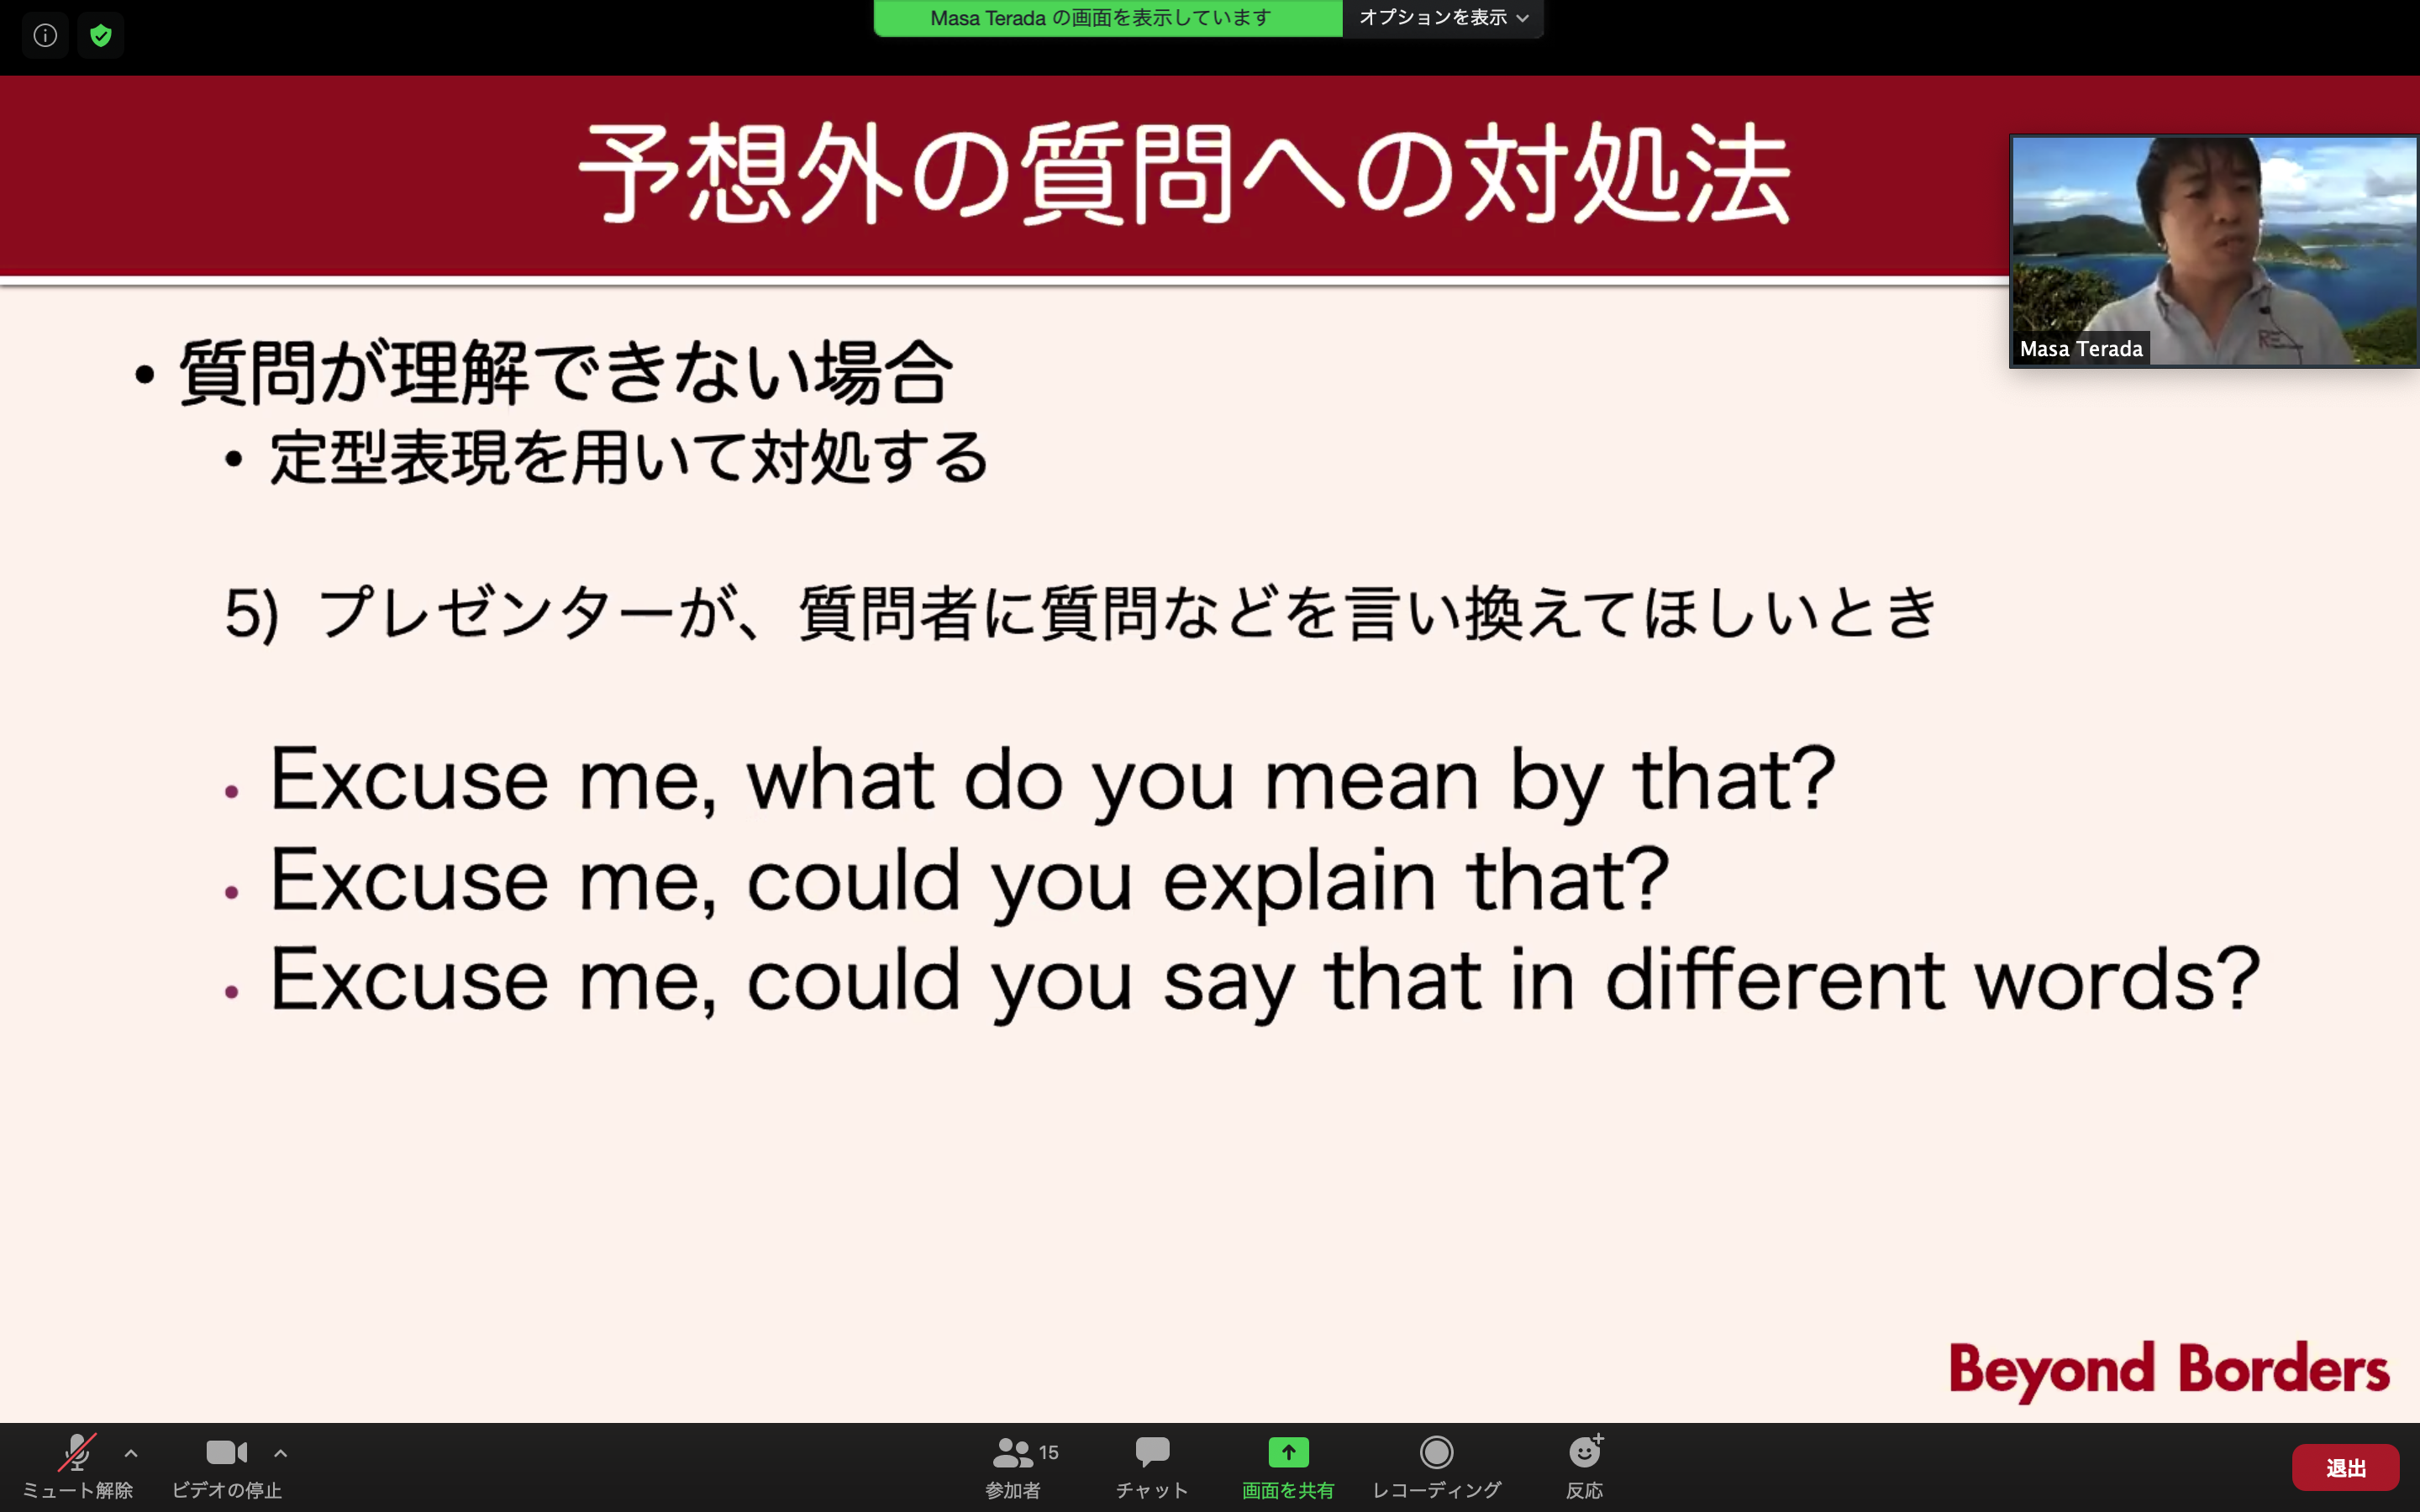 Masa Terada の画面を表示しています
オプションを表示
予想外の質問への対処法
Masa Terada
• 質問が理解できない場合
• 定型表現を用いて対処する
5) プレゼンターが、質問者に質問などを言い換えてほしいとき
• Excuse me, what do you mean by that?
• Excuse me, could you explain that?
• Excuse me, could you say that in different words?
Beyond Borders
ミュート解除
ビデオの停止
15
参加者
チャット
画面を共有
レコーディング
反応
退出